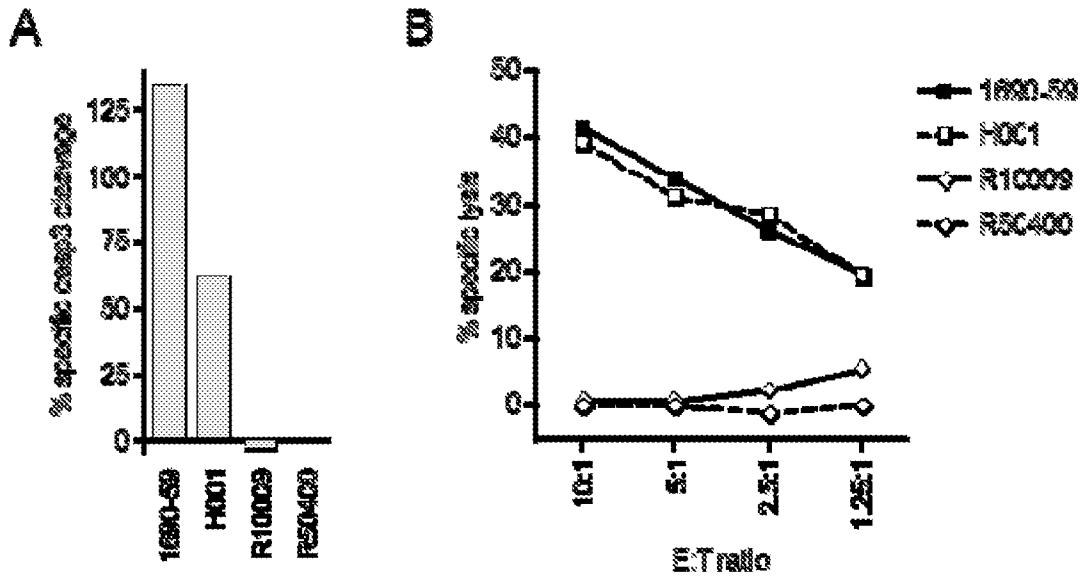 A
% specific casp3 cleavage
125
100
75
50
25
0
1690-59
H001
R10009
R50400
B
% specific lysis
50
40
30
20
10
0
10:1
5:1
2.5:1
1.25:1
E:T ratio
1690-59
H001
R10009
R50400